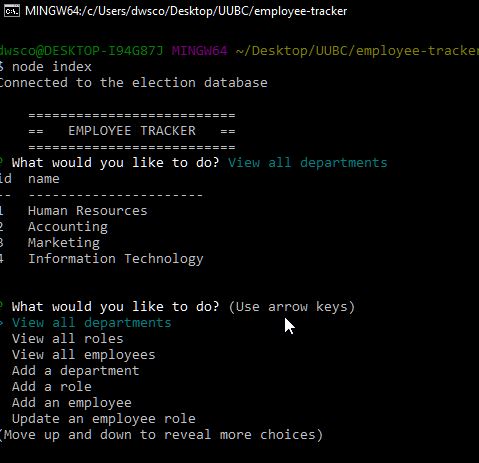 MINGW64:/c/Users/dwsco/Desktop/UUBC/employee-tracker
dwsco@DESKTOP-I94G87J MINGW64 ~/Desktop/UUBC/employee-tracker
$ node index
Connected to the election database
==========================
== EMPLOYEE TRACKER ==
==========================
? What would you like to do? View all departments
id name
-- ----------------------
1 Human Resources
2 Accounting
3 Marketing
4 Information Technology
? What would you like to do? (Use arrow keys)
> View all departments
View all roles
View all employees
Add a department
Add a role
Add an employee
Update an employee role
(Move up and down to reveal more choices)